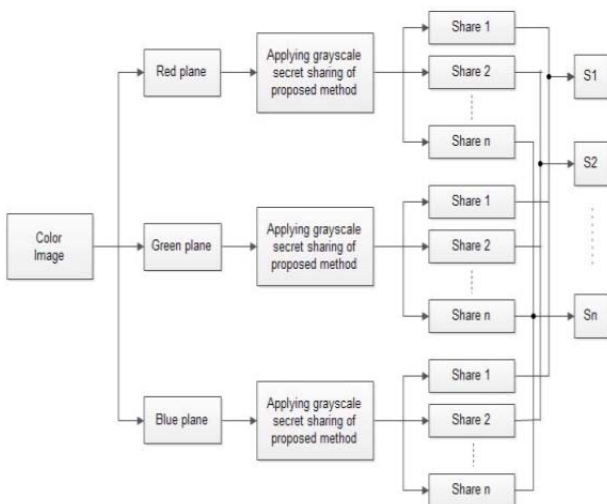 Color
Image
Red plane
Applying grayscale
secret sharing of
proposed method
Share 1
Share 2
Share n
Green plane
Applying grayscale
secret sharing of
proposed method
Share 1
Share 2
Share n
Blue plane
Applying grayscale
secret sharing of
proposed method
Share 1
Share 2
Share n
S1
S2
Sn